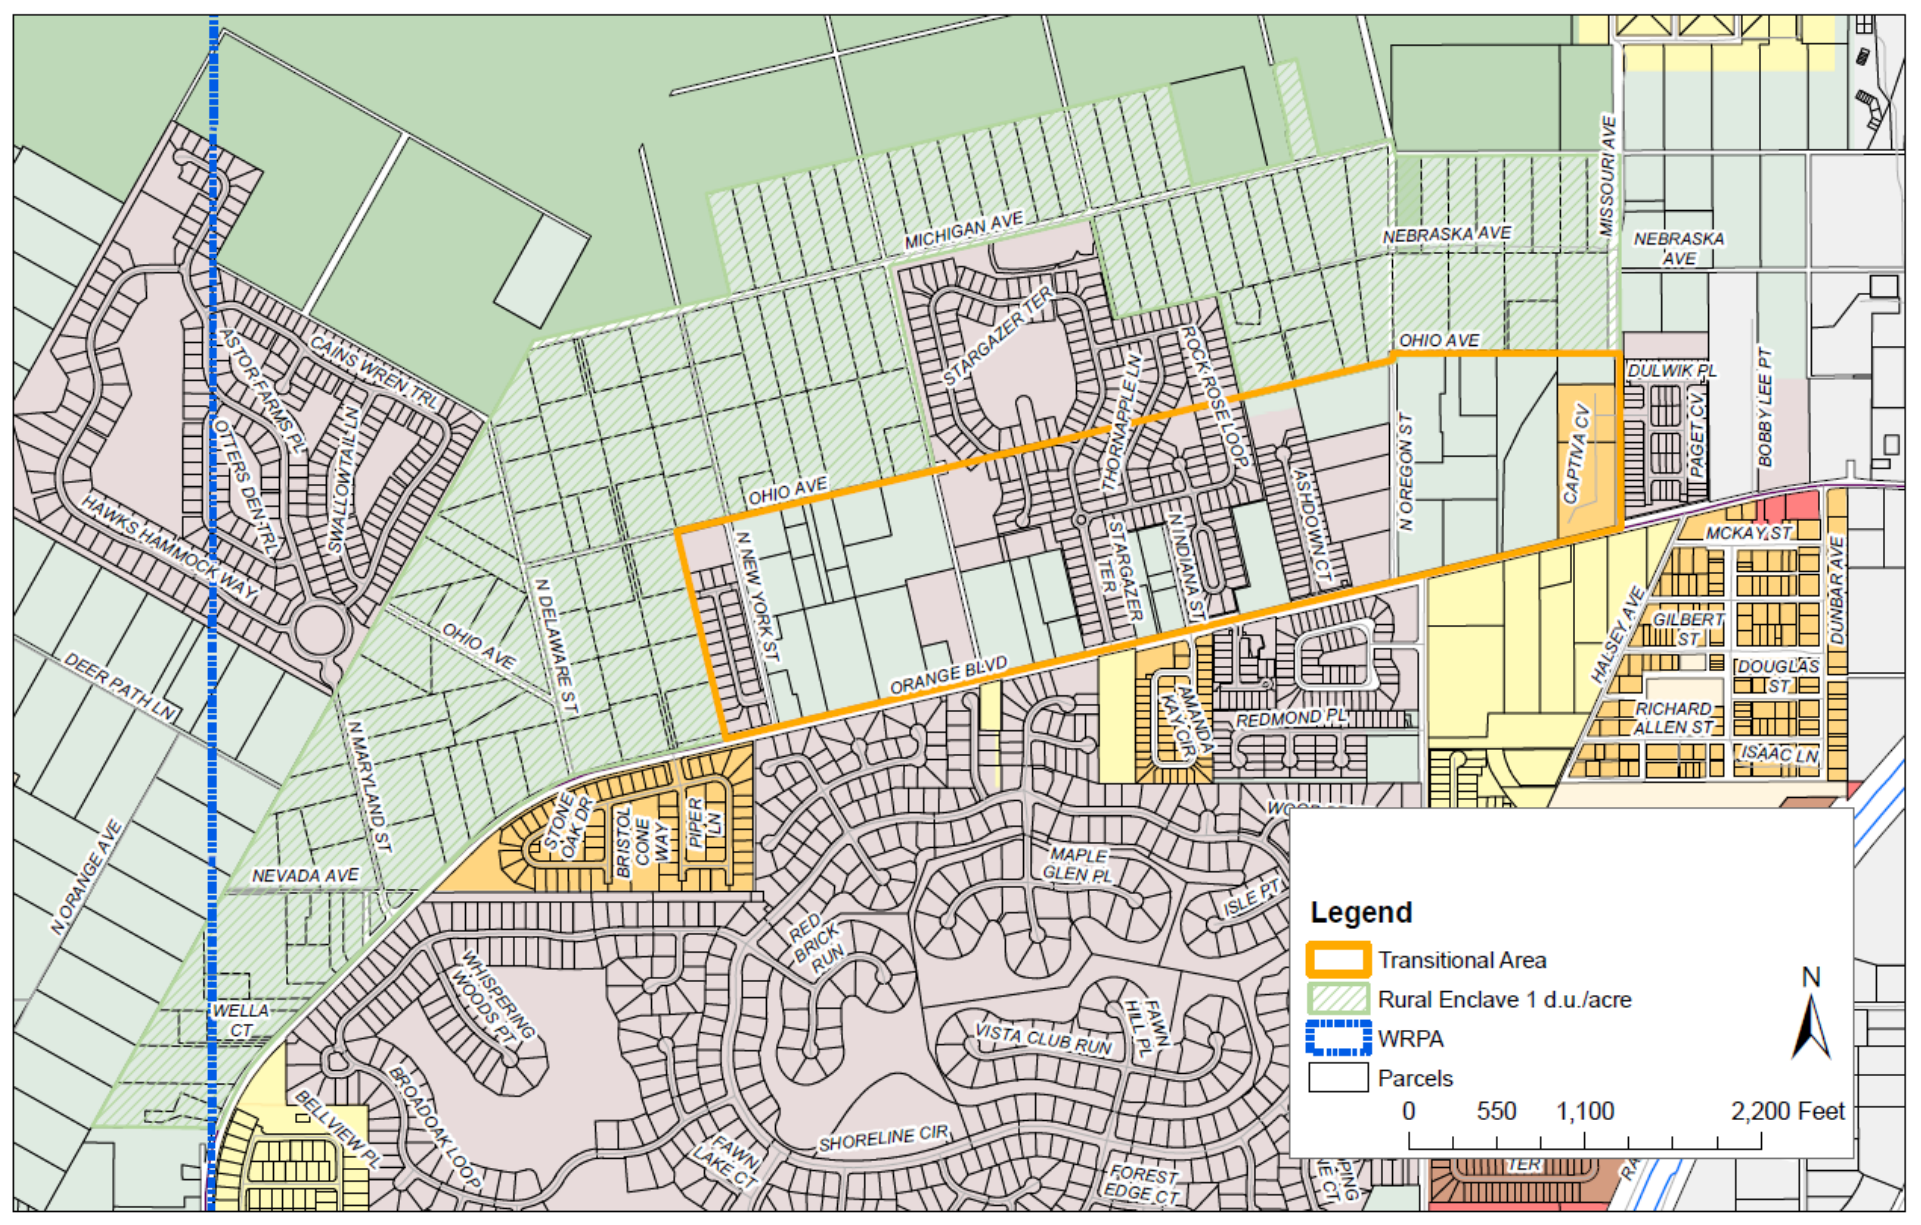 MISSOURI AVE
MICHIGAN AVE
NEBRASKA AVE
NEBRASKA
AVE
STARGAZER TER
OHIO AVE
ROCK ROSE LOOP
THORNAPPLE LN
CAINS WREN TRL
ASTOR FARMS PL
OTTERS DEN TRL
SWALLOWTAIL LN
HAWKS HAMMOCK WAY
DULWIK PL
PAGET CV
BOBBY LEE PT
CAPTIVA CV
N OREGON ST
ASHDOWN CT
OHIO AVE
N NEW YORK ST
STARGAZER
TER
N INDIANA ST
MCKAY ST
DUNBAR AVE
HALSEY AVE
GILBERT
ST
DOUGLAS
ST
RICHARD
ALLEN ST
ISAAC LN
OHIO AVE
N DELAWARE ST
DEER PATH LN
N MARYLAND ST
ORANGE BLVD
AMANDA
KAY CIR
REDMOND PL
STONE
OAK DR
BRISTOL
CONE
WAY
PIPER
LN
N ORANGE AVE
NEVADA AVE
MAPLE
GLEN PL
ISLE PT
RED
BRICK
RUN
WHISPERING
WOODS PT
WELLA
CT
VISTA CLUB RUN
FAWN
HILL PL
BROADOAK LOOP
BELLVIEW PL
SHORELINE CIR
FAWN
LAKE CT
FOREST
EDGE CT
TER
Legend
Transitional Area
Rural Enclave 1 d.u./acre
WRPA
Parcels
N
0 550 1,100 2,200 Feet